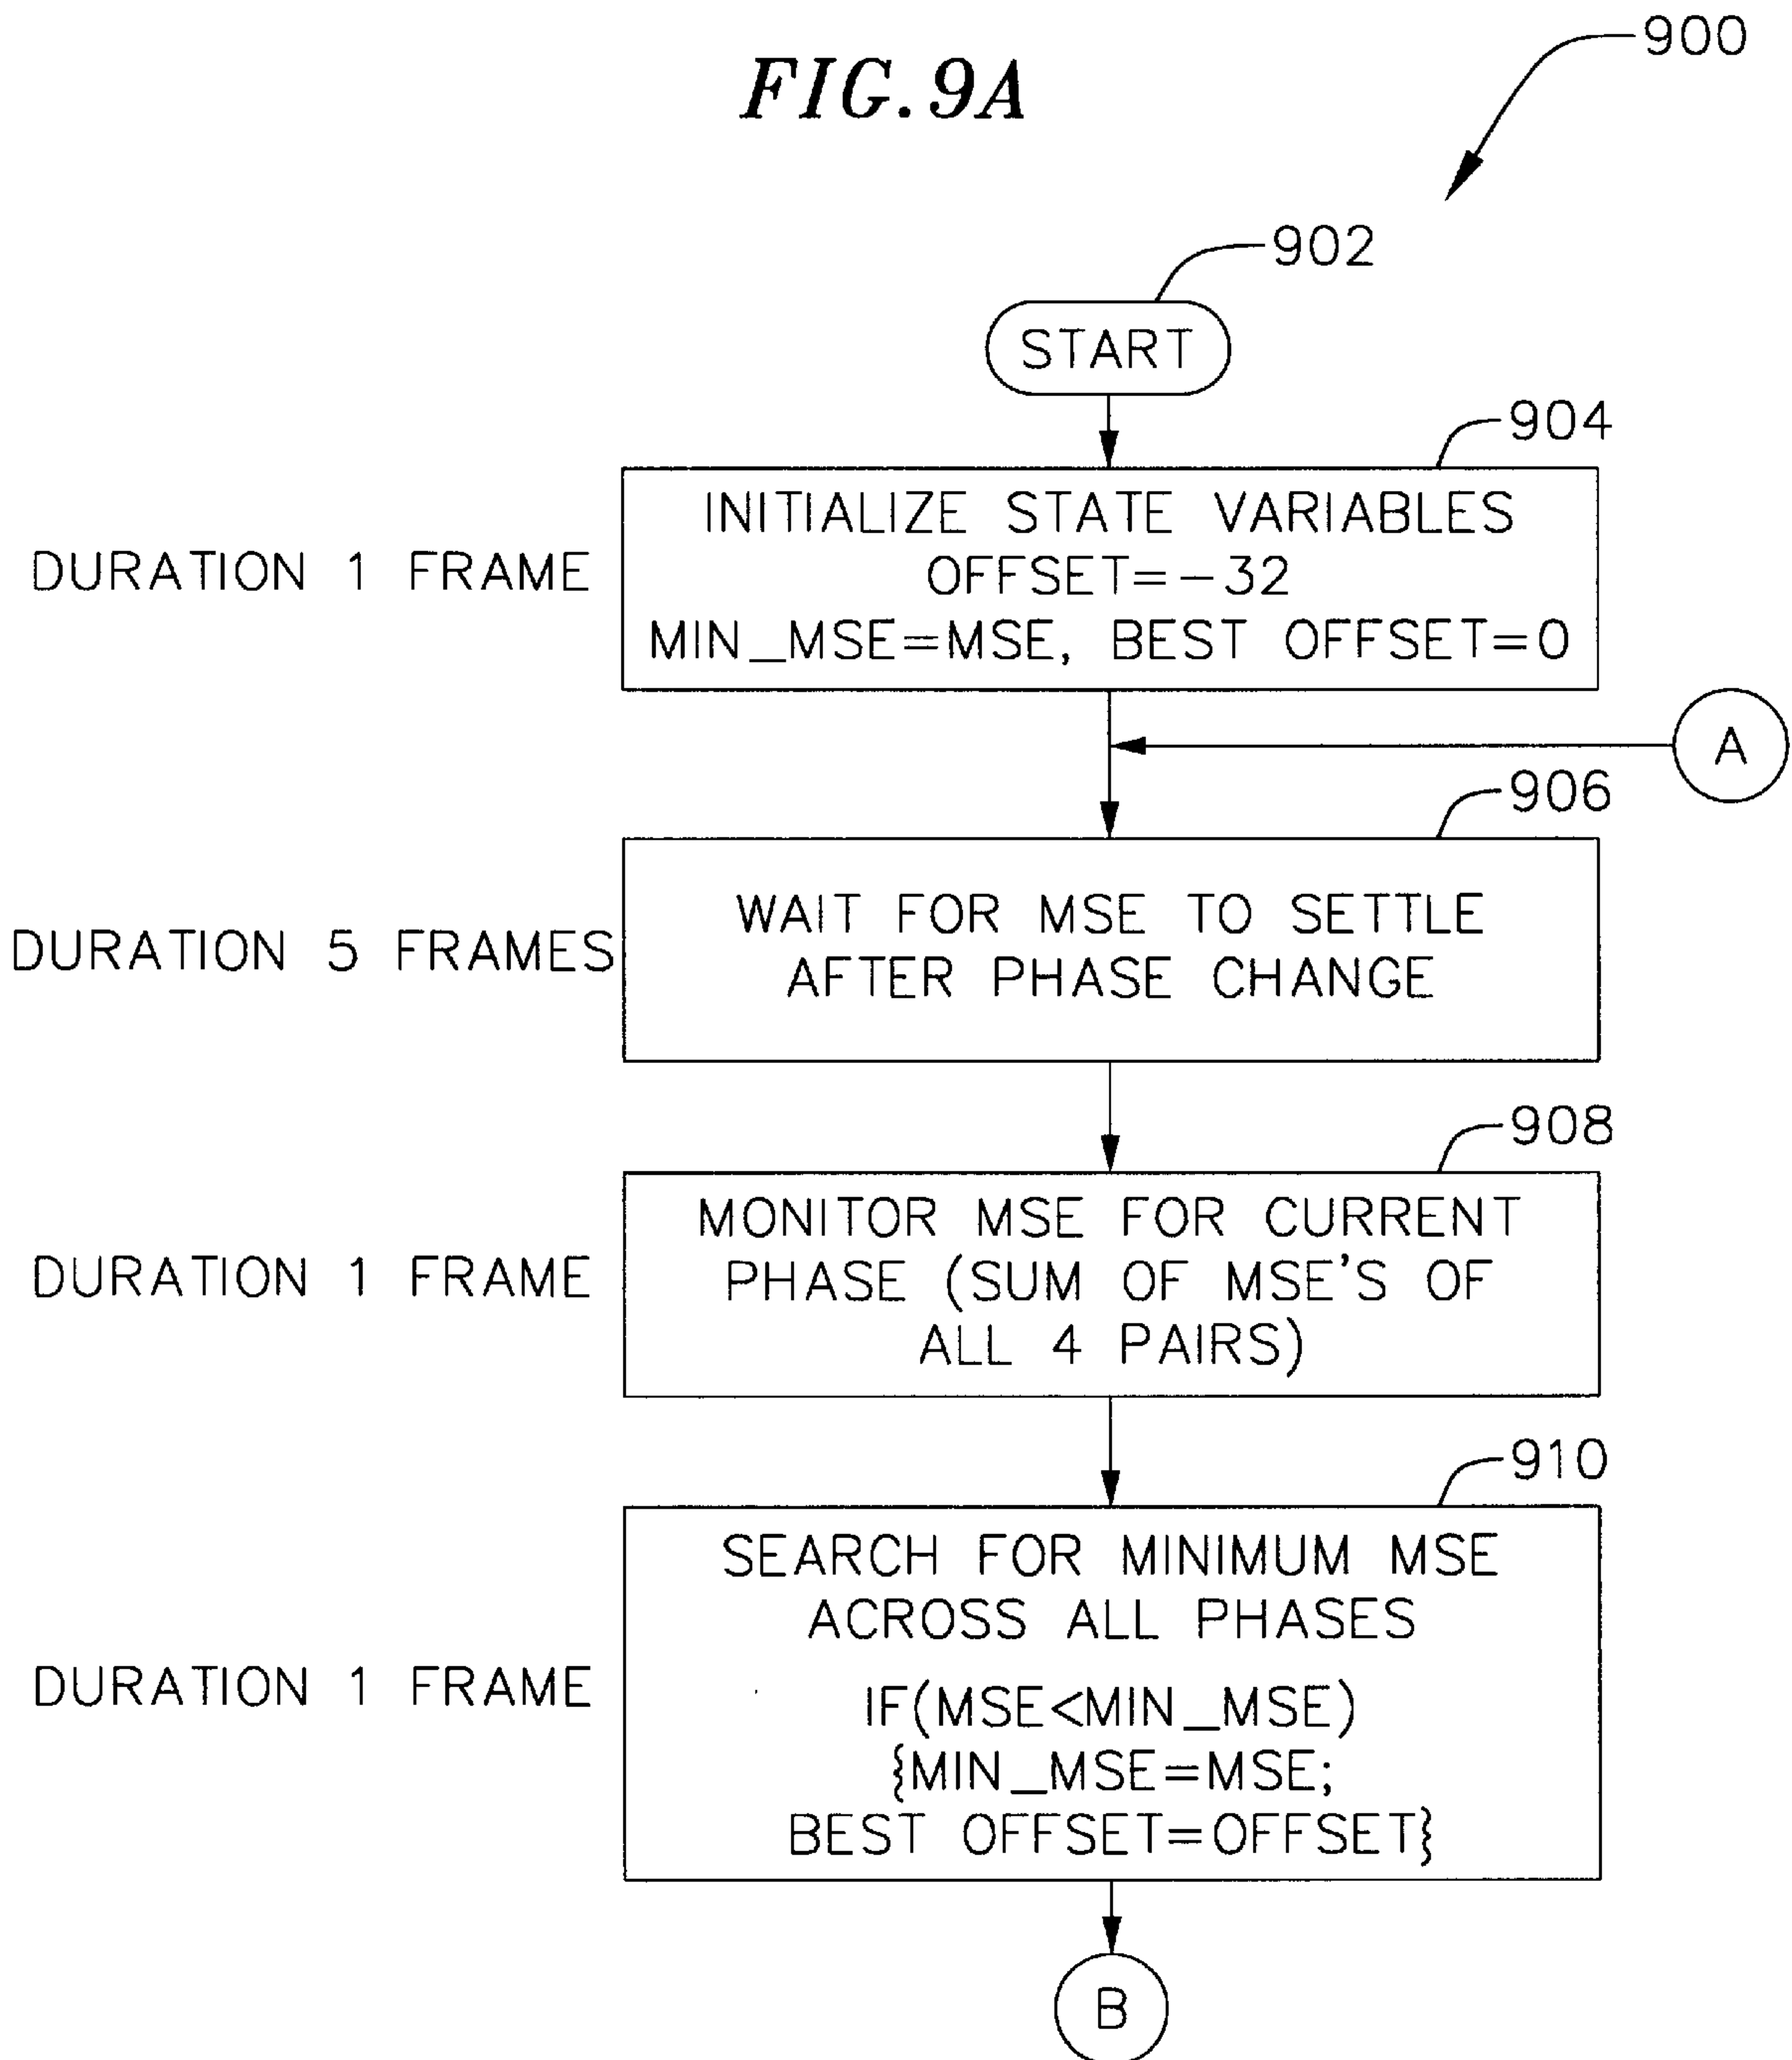 FIG. 9A
900
902
START
904
INITIALIZE STATE VARIABLES
OFFSET=-32
MIN_MSE=MSE, BEST OFFSET=0
DURATION 1 FRAME
A
906
WAIT FOR MSE TO SETTLE
AFTER PHASE CHANGE
DURATION 5 FRAMES
908
MONITOR MSE FOR CURRENT
PHASE (SUM OF MSE'S OF
ALL 4 PAIRS)
DURATION 1 FRAME
910
SEARCH FOR MINIMUM MSE
ACROSS ALL PHASES
IF(MSE<MIN_MSE)
{MIN_MSE=MSE;
BEST OFFSET=OFFSET}
DURATION 1 FRAME
B